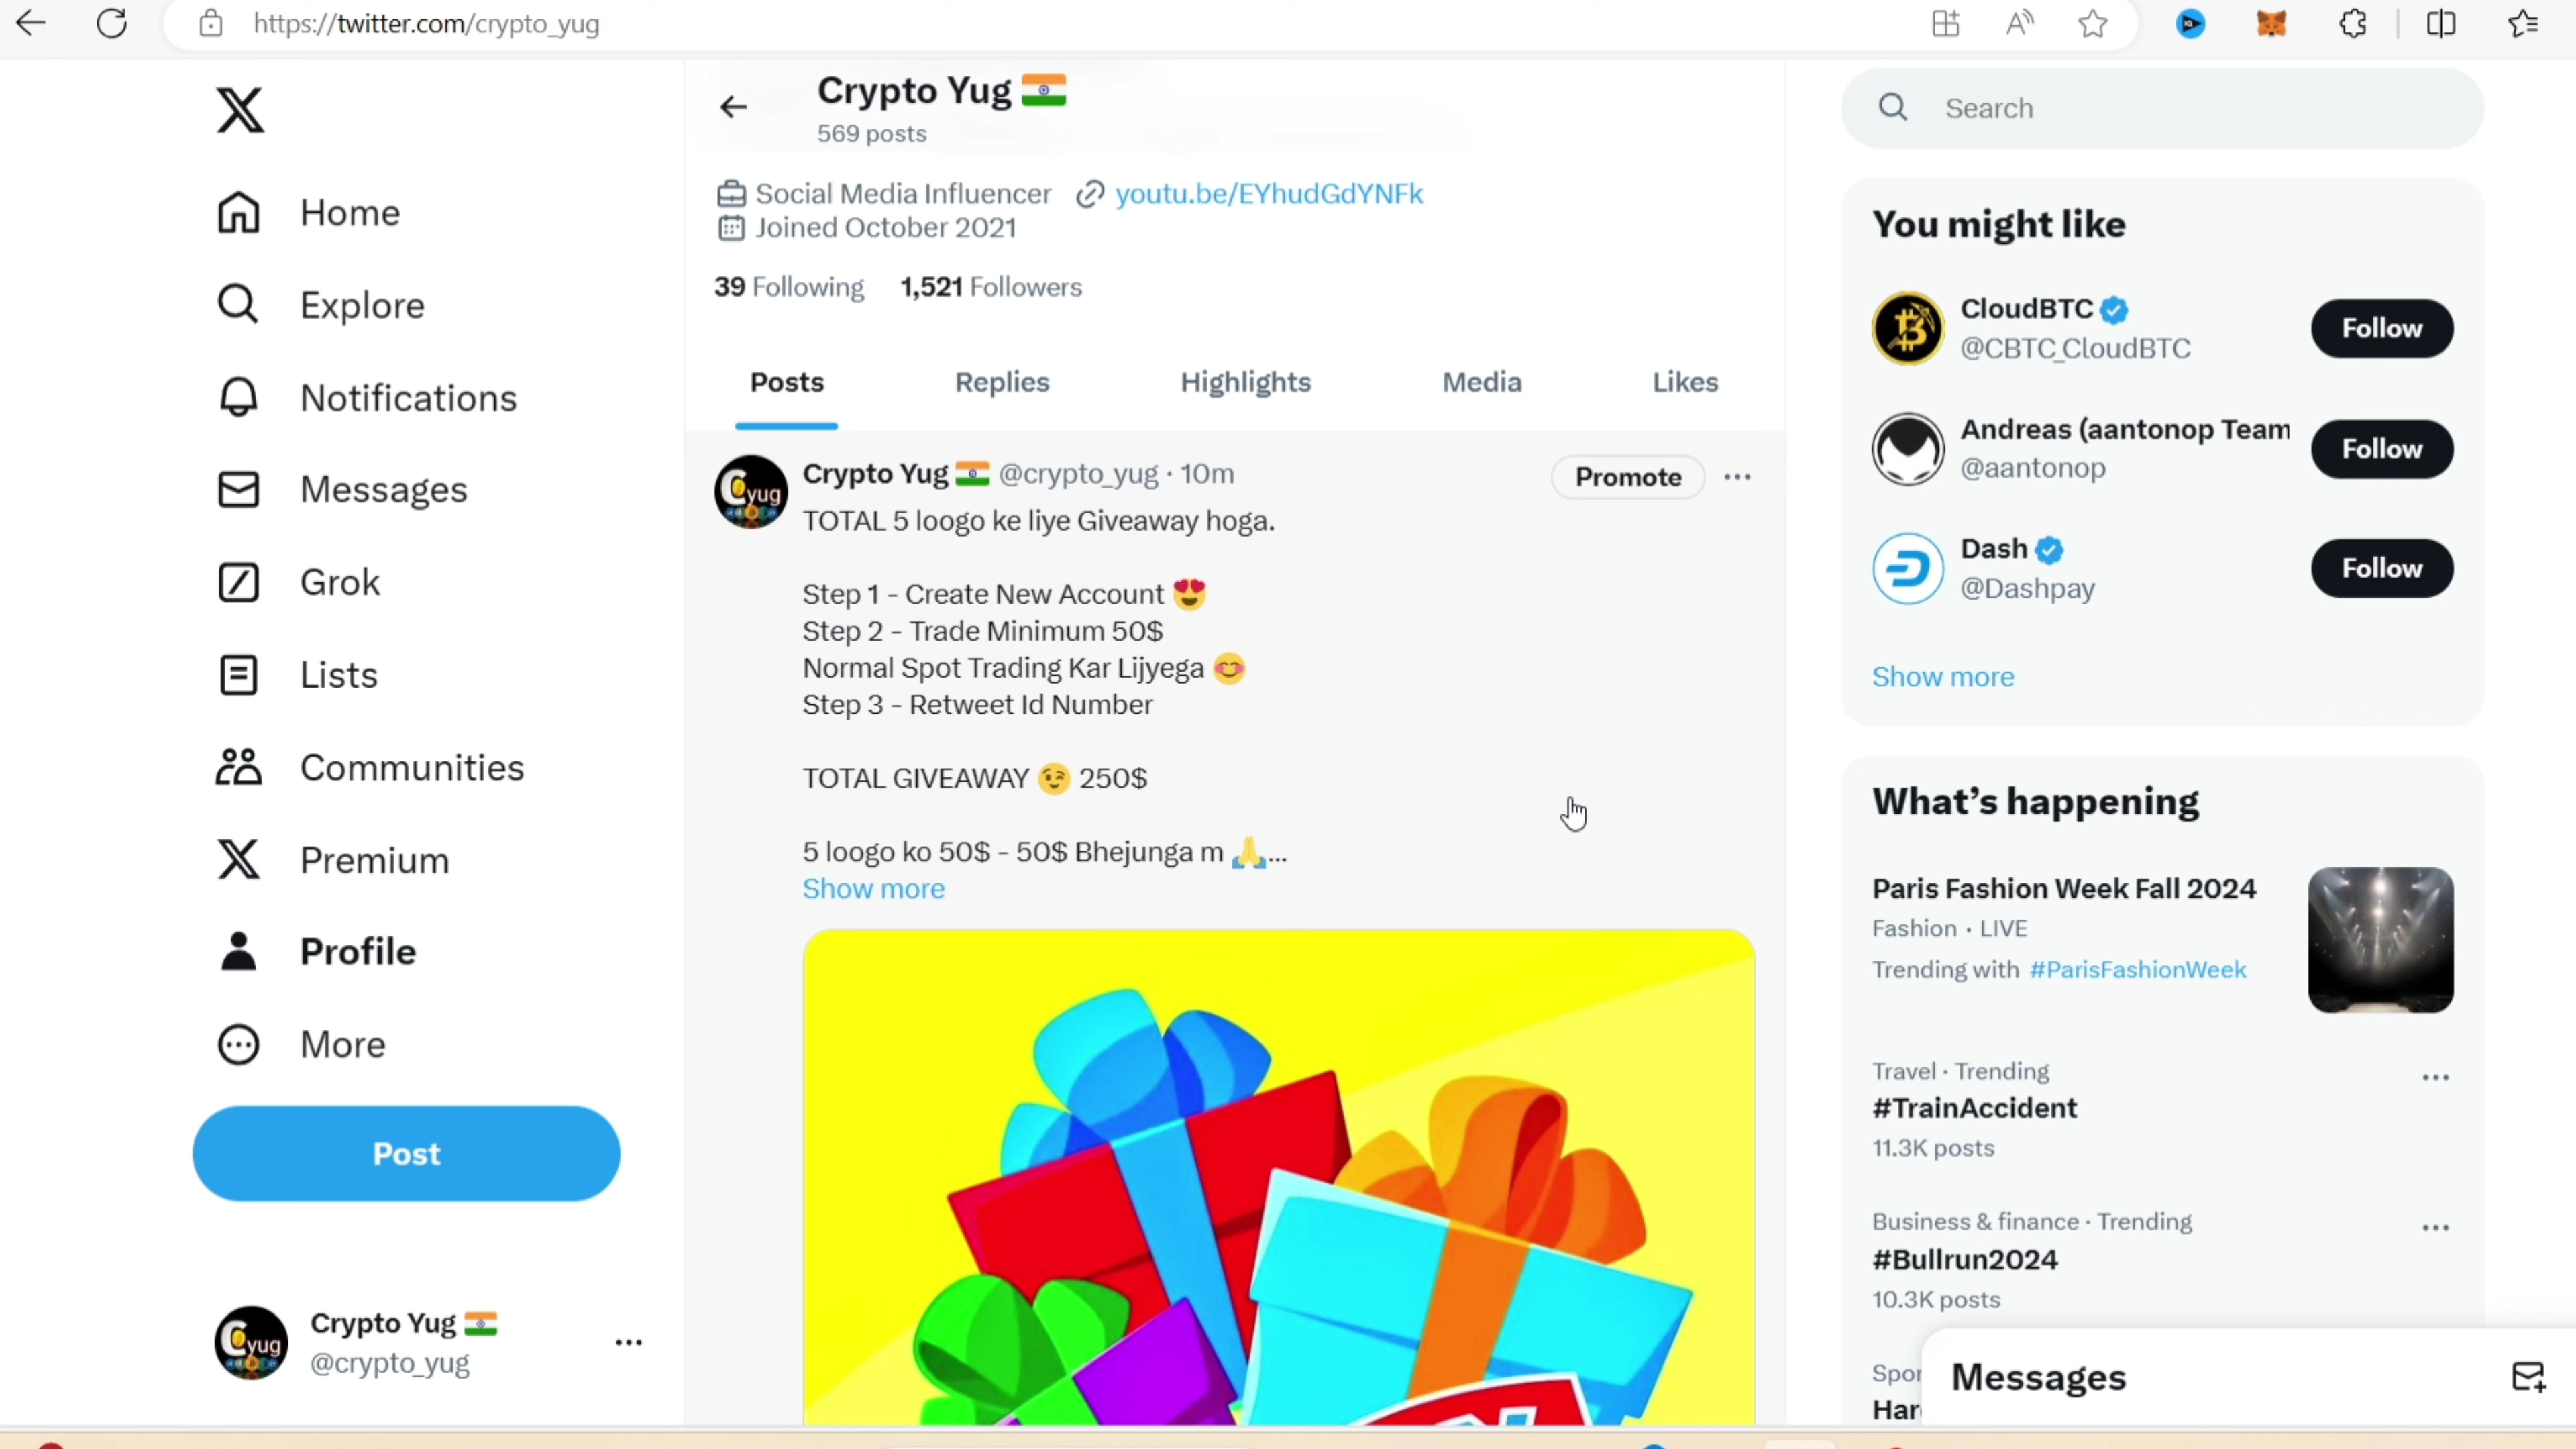 https://twitter.com/crypto_yug
Crypto Yug
569 posts
Social Media Influencer youtu.be/EYhudGdYNFk
Joined October 2021
39 Following 1,521 Followers
Posts Replies Highlights Media Likes
Home
Explore
Notifications
Messages
Grok
Lists
Communities
Premium
Profile
More
Post
Crypto Yug
@crypto_yug
Crypto Yug @crypto_yug · 10m
Promote
TOTAL 5 loogo ke liye Giveaway hoga.
Step 1 - Create New Account 😍
Step 2 - Trade Minimum 50$
Normal Spot Trading Kar Lijyega 😊
Step 3 - Retweet Id Number
TOTAL GIVEAWAY 😉 250$
5 loogo ko 50$ - 50$ Bhejunga m 🙏...
Show more
Search
You might like
CloudBTC
@CBTC_CloudBTC
Follow
Andreas (aantonop Team
@aantonop
Follow
Dash
@Dashpay
Follow
Show more
What's happening
Paris Fashion Week Fall 2024
Fashion · LIVE
Trending with #ParisFashionWeek
Travel · Trending
#TrainAccident
11.3K posts
Business & finance · Trending
#Bullrun2024
10.3K posts
Messages